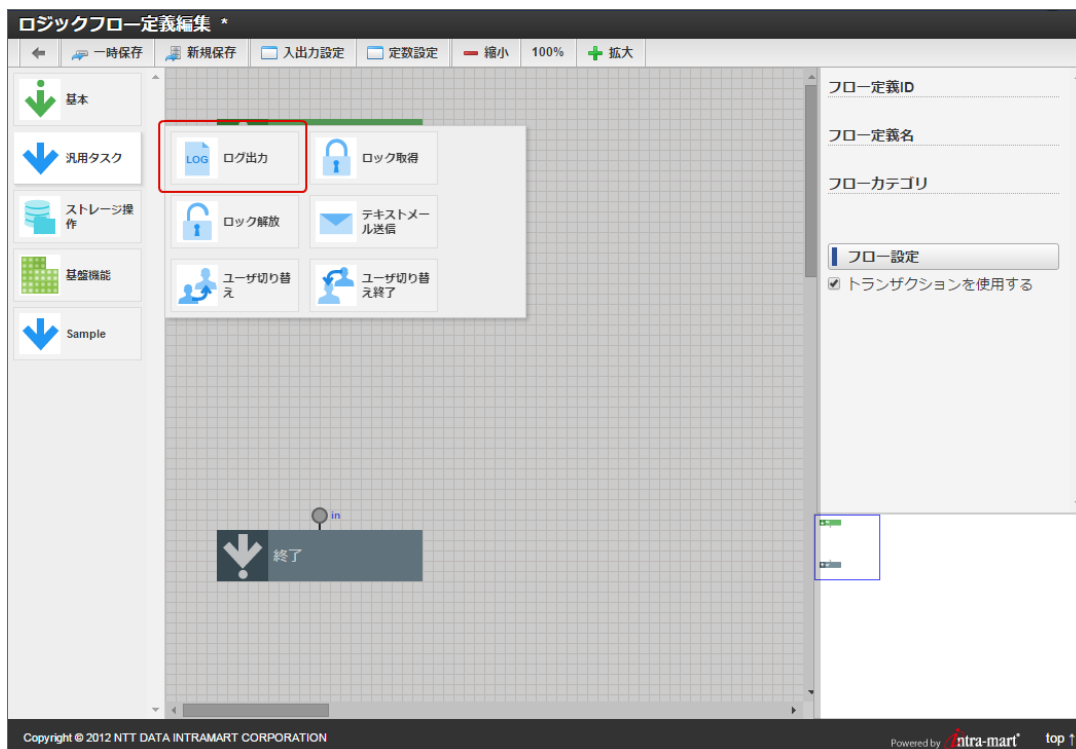 ロジックフロー定義編集 *
一時保存 新規保存 入出力設定 定数設定 縮小 100% 拡大
基本
汎用タスク
ストレージ操
作
基盤機能
Sample
LOG ログ出力 ロック取得
ロック解放 テキストメー
ル送信
ユーザ切り替
え
ユーザ切り替
え終了
in
終了
フロー定義ID
フロー定義名
フローカテゴリ
フロー設定
トランザクションを使用する
Copyright © 2012 NTT DATA INTRAMART CORPORATION
Powered by intra-mart
top ↑